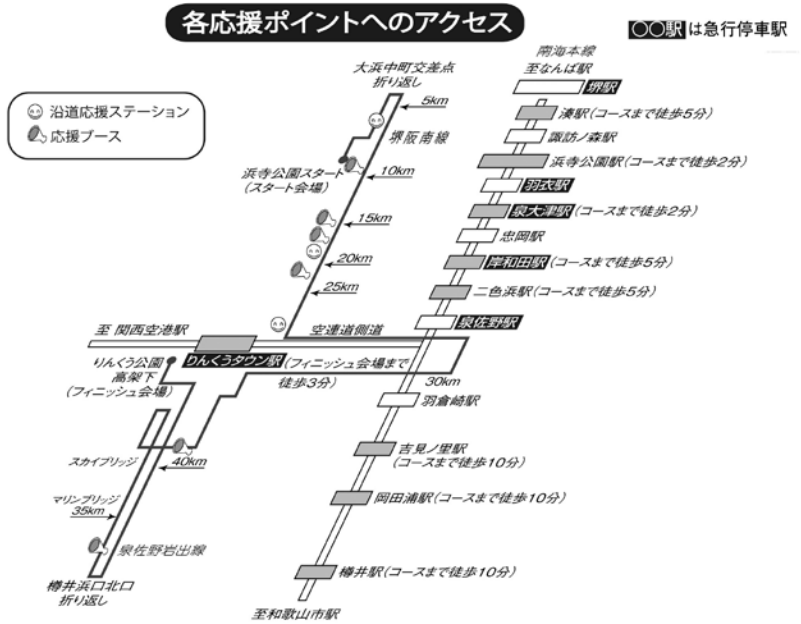 各応援ポイントへのアクセス
○○駅は急行停車駅
沿道応援ステーション
応援ブース
大浜中町交差点
折り返し
5km
堺阪南線
浜寺公園スタート
(スタート会場)
10km
15km
20km
25km
南海本線
至なんば駅
堺駅
湊駅(コースまで徒歩5分)
諏訪ノ森駅
浜寺公園駅(コースまで徒歩2分)
羽衣駅
泉大津駅(コースまで徒歩2分)
忠岡駅
岸和田駅(コースまで徒歩5分)
二色浜駅(コースまで徒歩5分)
泉佐野駅
至 関西空港駅
空連道側道
りんくう公園
高架下
(フィニッシュ会場)
りんくうタウン駅(フィニッシュ会場まで
徒歩3分)
30km
羽倉崎駅
吉見ノ里駅
(コースまで徒歩10分)
スカイブリッジ
40km
マリンブリッジ
35km
岡田浦駅(コースまで徒歩10分)
泉佐野岩出線
樽井浜口北口
折り返し
樽井駅(コースまで徒歩10分)
至和歌山市駅